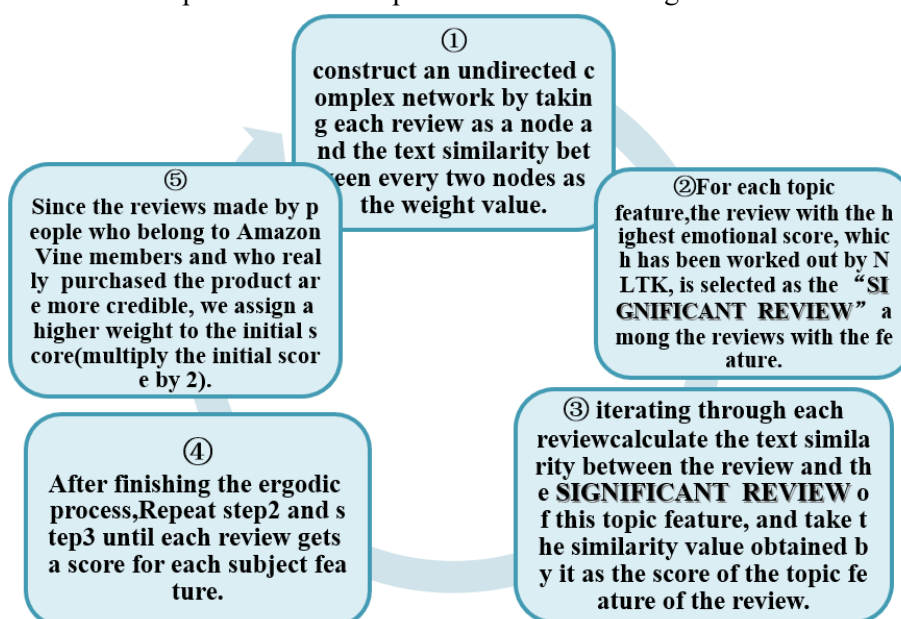 ①
construct an undirected c
omplex network by takin
g each review as a node a
nd the text similarity bet
een every two nodes as
the weight value.
②For each topic
feature,the review with the h
ighest emotional score, whic
h has been worked out by N
LTK, is selected as the “SI
GNIFICANT REVIEW” a
mong the reviews with the fe
ature.
③ iterating through each
reviewcalculate the text simila
rity between the review and th
e SIGNIFICANT REVIEW o
f this topic feature, and take t
he similarity value obtained b
y it as the score of the topic fe
ature of the review.
④
After finishing the ergodic
process,Repeat step2 and s
tep3 until each review gets
a score for each subject fea
ture.
⑤
Since the reviews made by p
eople who belong to Amazon
Vine members and who real
ly purchased the product ar
e more credible, we assign a
higher weight to the initial s
core(multiply the initial scor
e by 2).